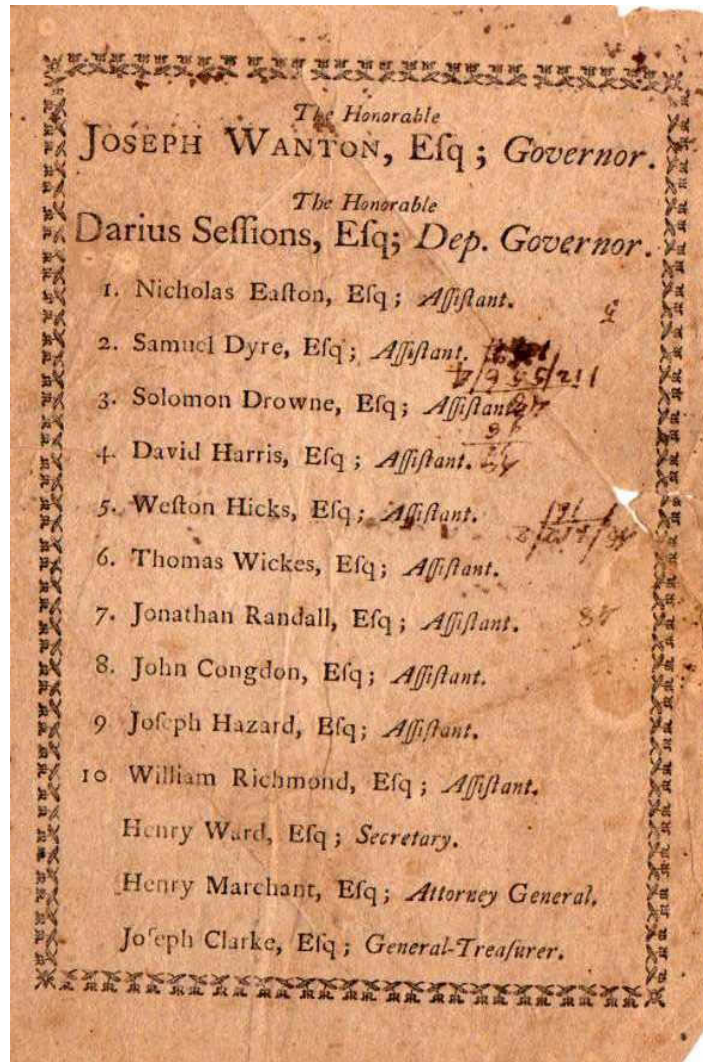 The Honorable
JOSEPH WANTON, Eſq; Governor.
The Honorable
Darius Seſſions, Eſq; Dep. Governor.
1. Nicholas Eaſton, Eſq; Aſſiſtant.
2. Samuel Dyre, Eſq; Aſſiſtant.
3. Solomon Drowne, Eſq; Aſſiſtant.
4. David Harris, Eſq; Aſſiſtant.
5. Weſton Hicks, Eſq; Aſſiſtant.
6. Thomas Wickes, Eſq; Aſſiſtant.
7. Jonathan Randall, Eſq; Aſſiſtant.
8. John Congdon, Eſq; Aſſiſtant.
9 Joſeph Hazard, Eſq; Aſſiſtant.
10 William Richmond, Eſq; Aſſiſtant.
Henry Ward, Eſq; Secretary.
Henry Marchant, Eſq; Attorney General.
Joſeph Clarke, Eſq; General-Treaſurer.